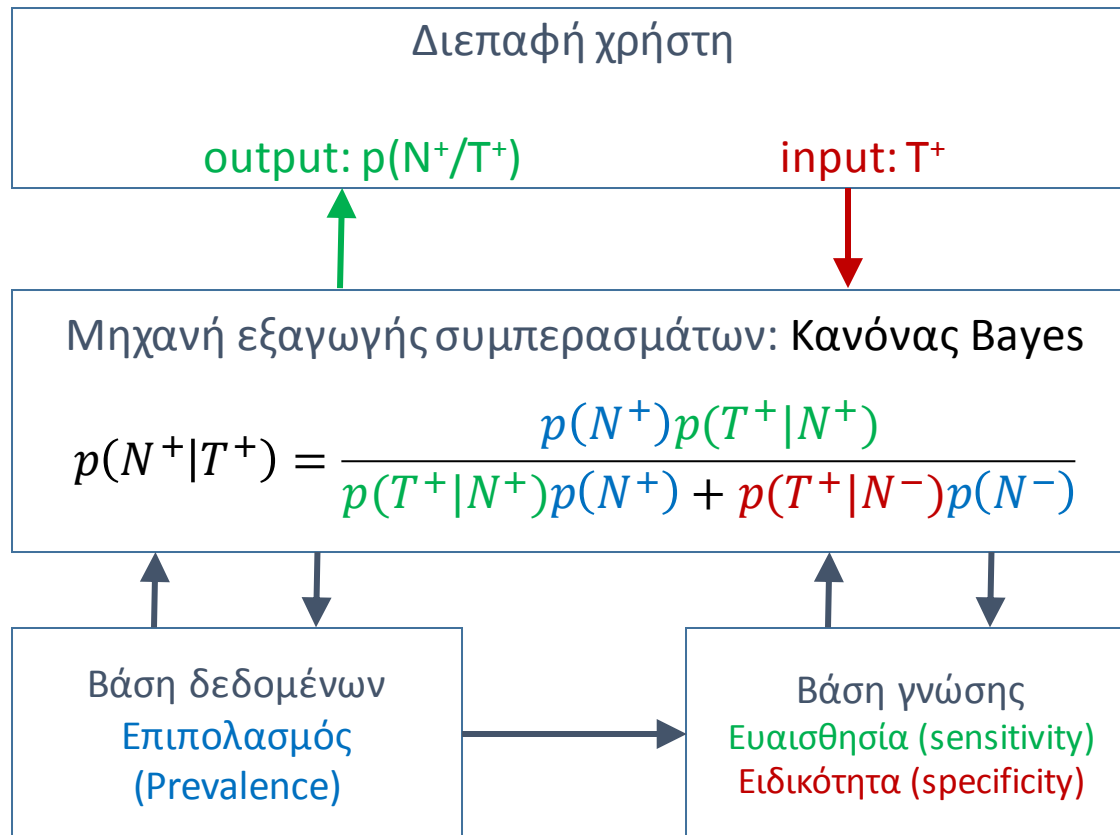 Διεπαφή χρήστη
output: p(N⁺/T⁺) input: T⁺
Μηχανή εξαγωγής συμπερασμάτων: Κανόνας Bayes
p(N⁺|T⁺) = p(N⁺)p(T⁺|N⁺) / p(T⁺|N⁺)p(N⁺) + p(T⁺|N⁻)p(N⁻)
Βάση δεδομένων
Επιπολασμός
(Prevalence)
Βάση γνώσης
Ευαισθησία (sensitivity)
Ειδικότητα (specificity)